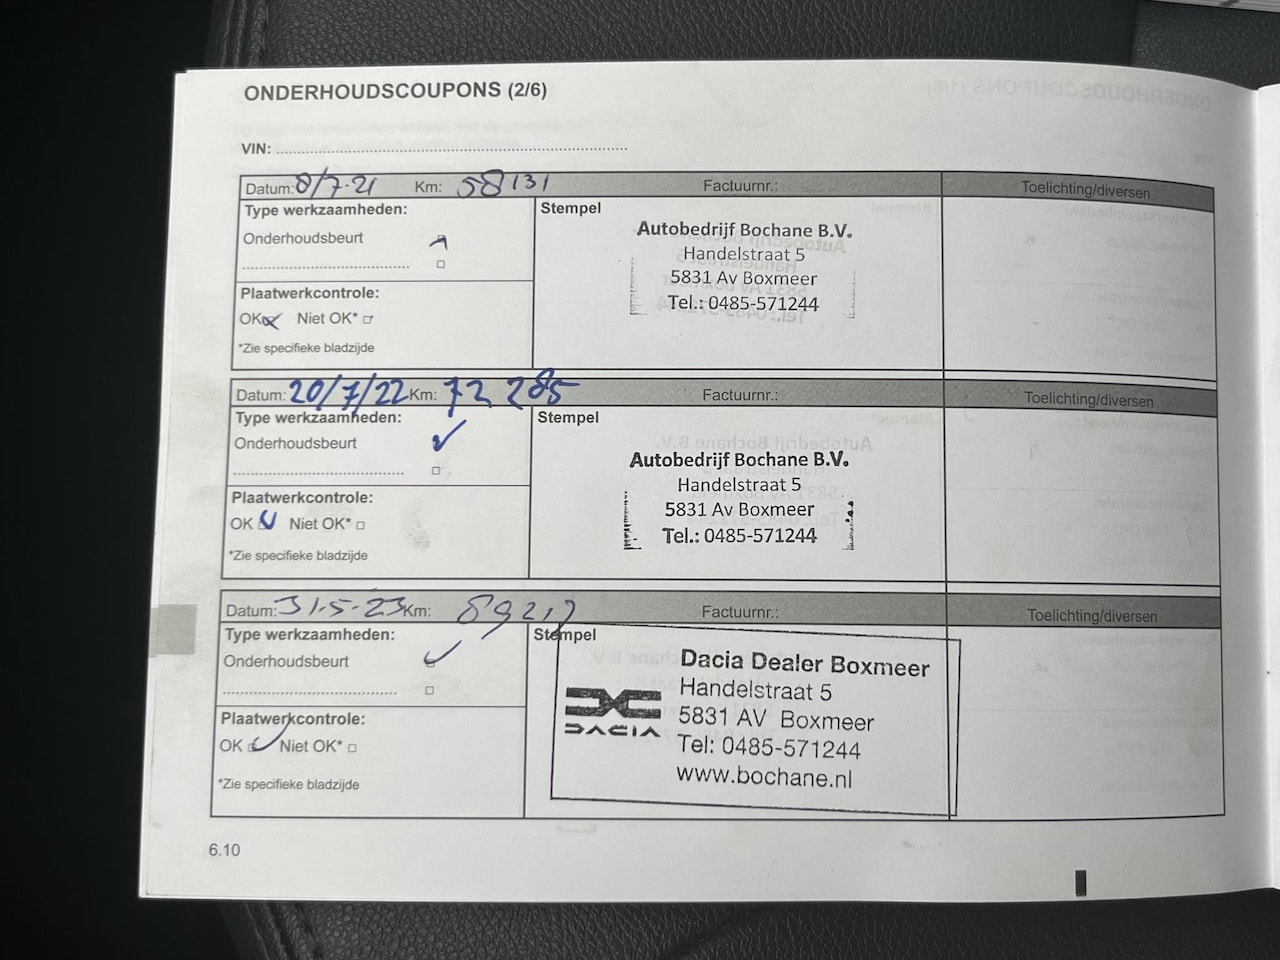 ONDERHOUDSCOUPONS (2/6)
VIN: ................................................
Datum: 8/7-21 Km: 58131 Factuurnr.: Toelichting/diversen
Type werkzaamheden:
Onderhoudsbeurt
Plaatwerkcontrole:
OK Niet OK*
*Zie specifieke bladzijde
Stempel
Autobedrijf Bochane B.V.
Handelstraat 5
5831 Av Boxmeer
Tel.: 0485-571244
Datum: 20/7/22 Km: 72 285 Factuurnr.: Toelichting/diversen
Type werkzaamheden:
Onderhoudsbeurt
Plaatwerkcontrole:
OK Niet OK*
*Zie specifieke bladzijde
Stempel
Autobedrijf Bochane B.V.
Handelstraat 5
5831 Av Boxmeer
Tel.: 0485-571244
Datum: 31-5-23 Km: 89217 Factuurnr.: Toelichting/diversen
Type werkzaamheden:
Onderhoudsbeurt
Plaatwerkcontrole:
OK Niet OK*
*Zie specifieke bladzijde
Stempel
DACIA
Dacia Dealer Boxmeer
Handelstraat 5
5831 AV Boxmeer
Tel: 0485-571244
www.bochane.nl
6.10